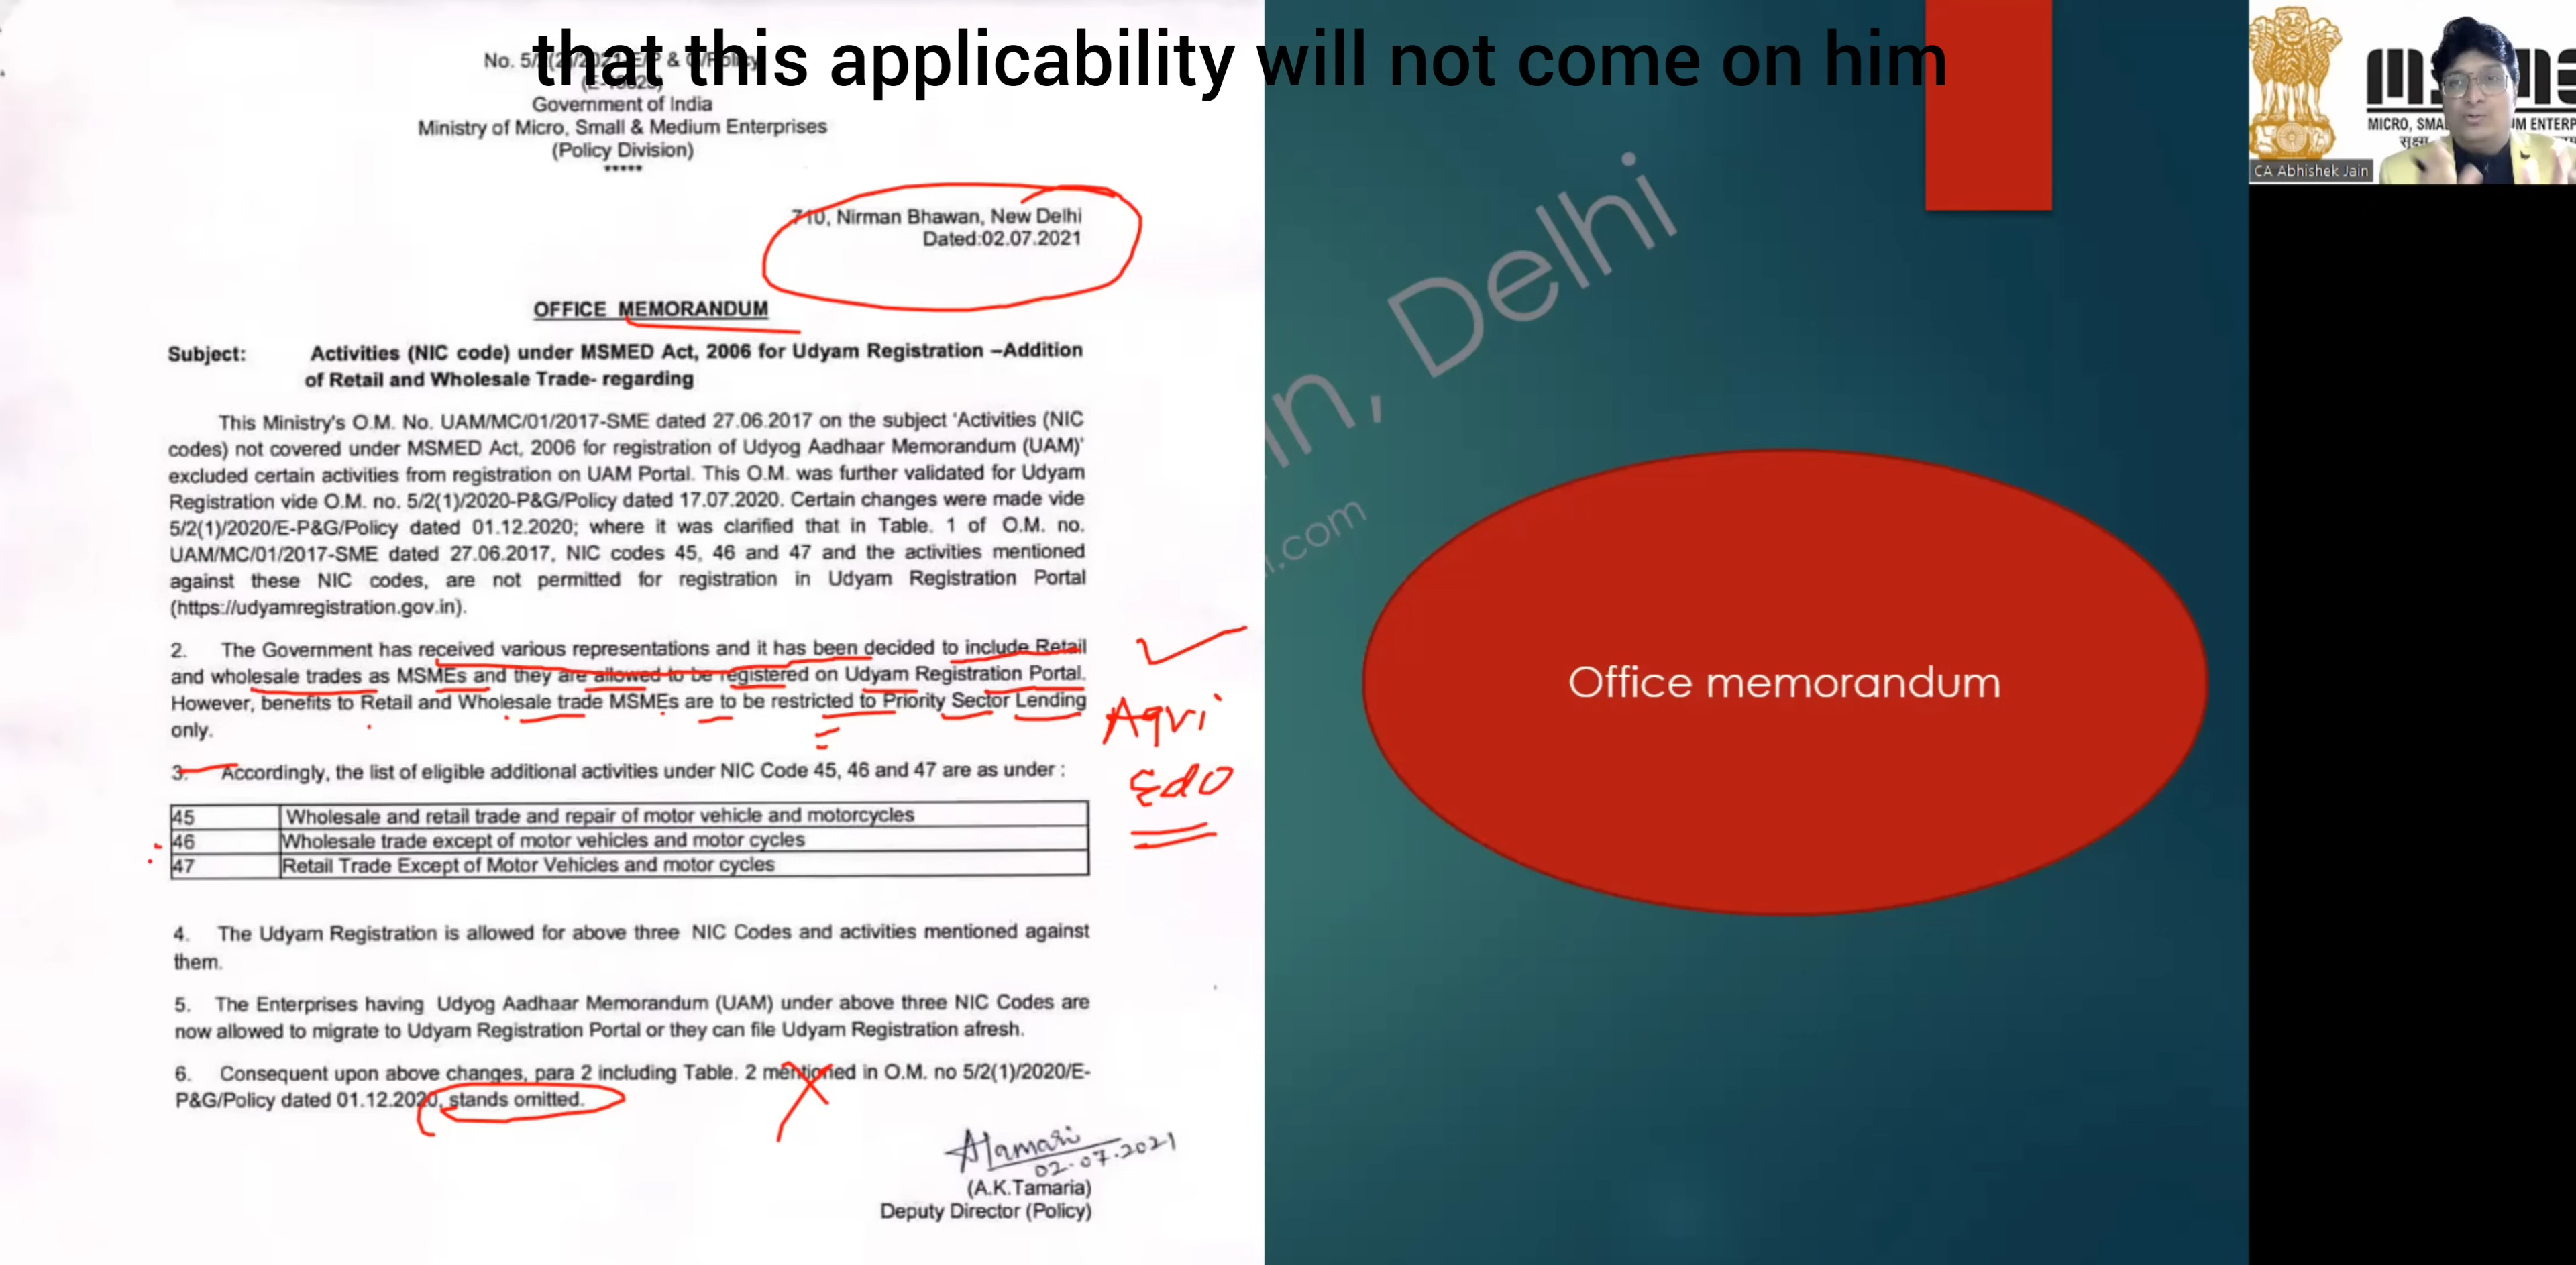 that this applicability will not come on him
No. 5/
Government of India
Ministry of Micro, Small & Medium Enterprises
(Policy Division)
*****
710, Nirman Bhawan, New Delhi
Dated:02.07.2021
OFFICE MEMORANDUM
Subject: Activities (NIC code) under MSMED Act, 2006 for Udyam Registration –Addition
of Retail and Wholesale Trade- regarding
This Ministry's O.M. No. UAM/MC/01/2017-SME dated 27.06.2017 on the subject 'Activities (NIC
codes) not covered under MSMED Act, 2006 for registration of Udyog Aadhaar Memorandum (UAM)'
excluded certain activities from registration on UAM Portal. This O.M. was further validated for Udyam
Registration vide O.M. no. 5/2(1)/2020-P&G/Policy dated 17.07.2020. Certain changes were made vide
5/2(1)/2020/E-P&G/Policy dated 01.12.2020; where it was clarified that in Table. 1 of O.M. no.
UAM/MC/01/2017-SME dated 27.06.2017, NIC codes 45, 46 and 47 and the activities mentioned
against these NIC codes, are not permitted for registration in Udyam Registration Portal
(https://udyamregistration.gov.in).
2. The Government has received various representations and it has been decided to include Retail
and wholesale trades as MSMEs and they are allowed to be registered on Udyam Registration Portal.
However, benefits to Retail and Wholesale trade MSMEs are to be restricted to Priority Sector Lending
only.
Agri
Edu
3. Accordingly, the list of eligible additional activities under NIC Code 45, 46 and 47 are as under :
45 Wholesale and retail trade and repair of motor vehicle and motorcycles
46 Wholesale trade except of motor vehicles and motor cycles
47 Retail Trade Except of Motor Vehicles and motor cycles
4. The Udyam Registration is allowed for above three NIC Codes and activities mentioned against
them.
5. The Enterprises having Udyog Aadhaar Memorandum (UAM) under above three NIC Codes are
now allowed to migrate to Udyam Registration Portal or they can file Udyam Registration afresh.
6. Consequent upon above changes, para 2 including Table. 2 mentioned in O.M. no 5/2(1)/2020/E-
P&G/Policy dated 01.12.2020, stands omitted.
02.07.2021
(A.K.Tamaria)
Deputy Director (Policy)
in, Delhi
.com
Office memorandum
MICRO, SMA
M ENTERP
CA Abhishek Jain